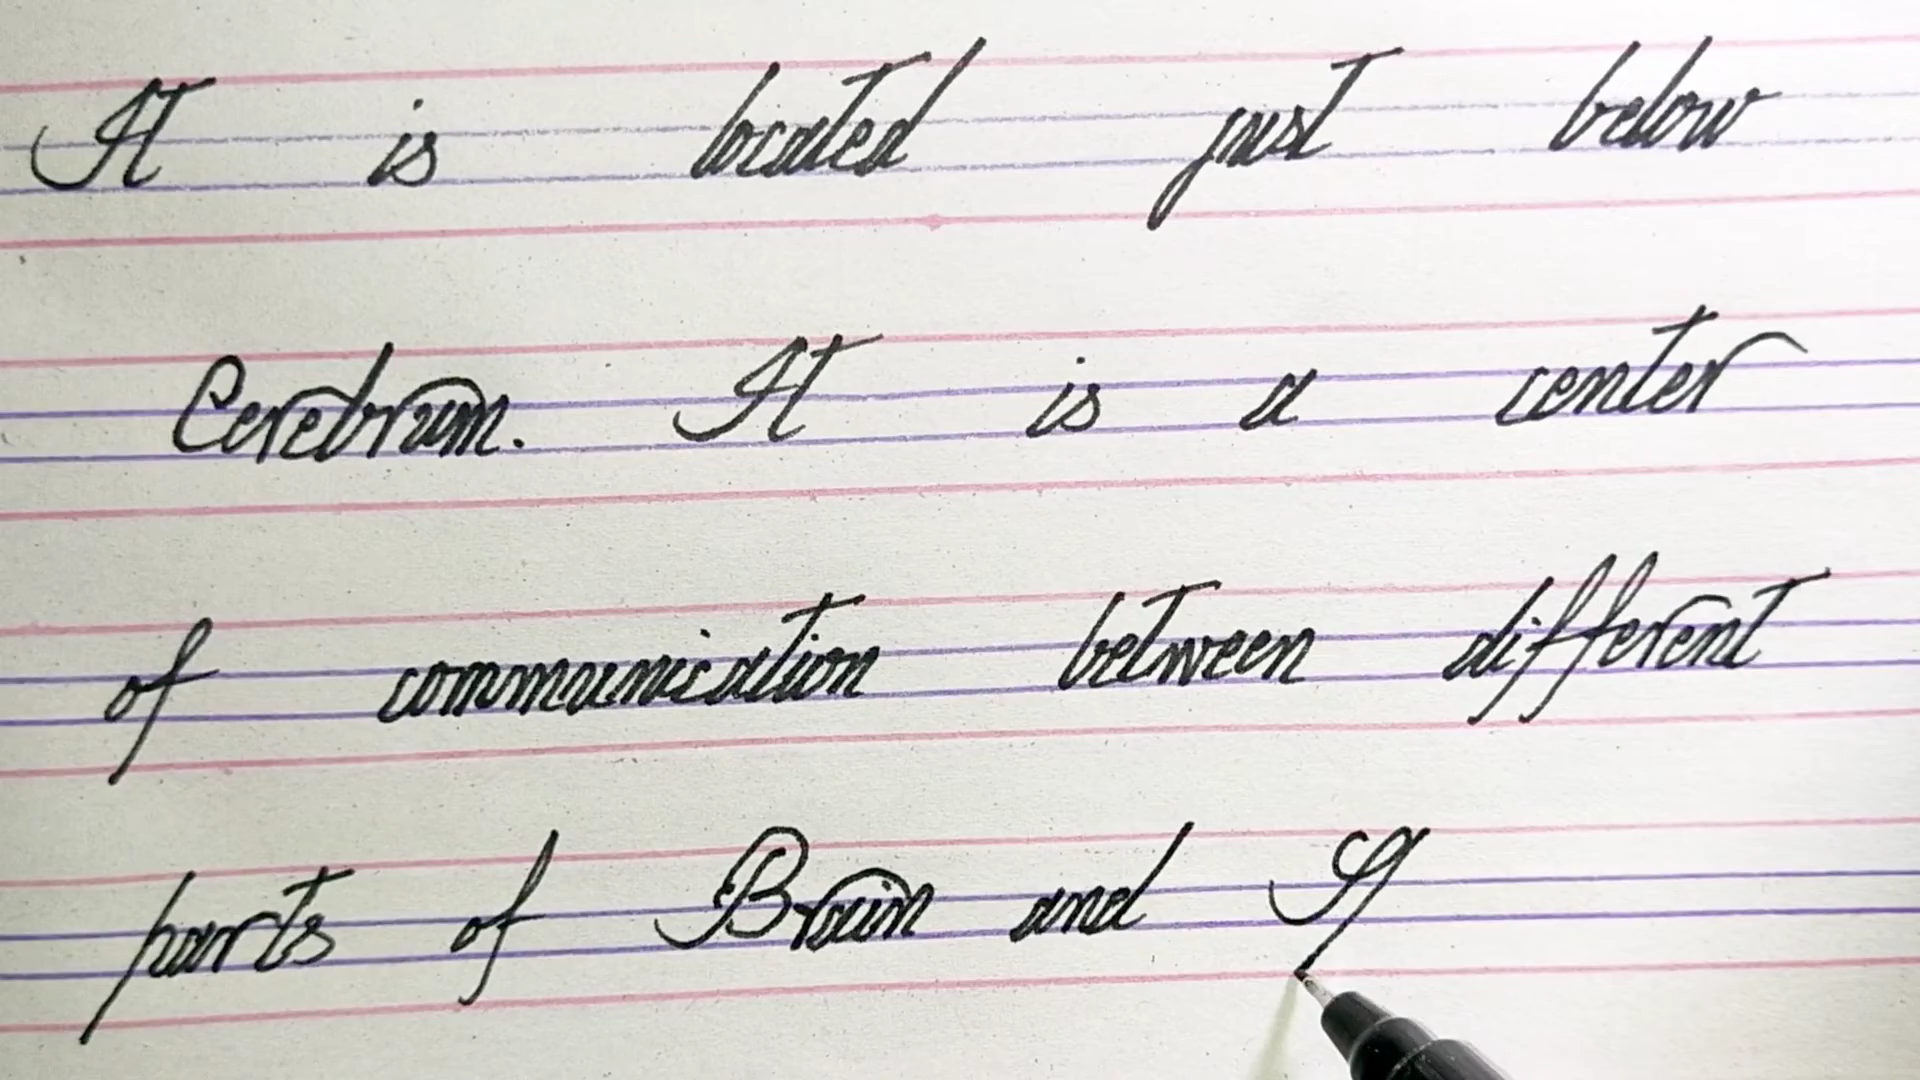 It is located just below
Cerebrum. It is a center
of communication between different
parts of Brain and